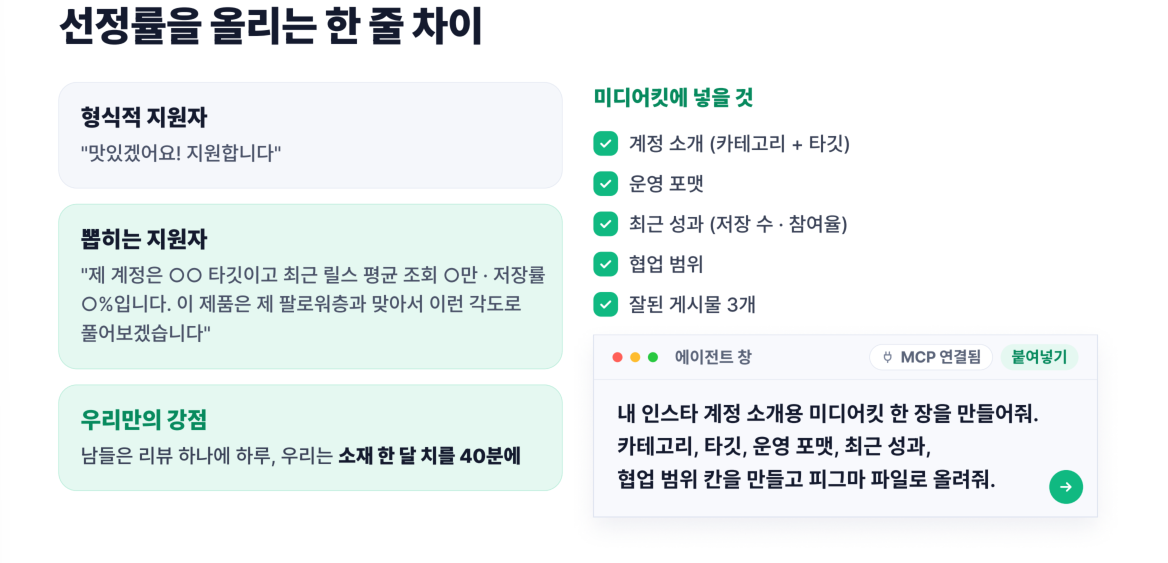 선정률을 올리는 한 줄 차이
형식적 지원자
"맛있겠어요! 지원합니다"
뽑히는 지원자
"제 계정은 ○○ 타깃이고 최근 릴스 평균 조회 ○만 · 저장률
○%입니다. 이 제품은 제 팔로워층과 맞아서 이런 각도로
풀어보겠습니다"
우리만의 강점
남들은 리뷰 하나에 하루, 우리는 소재 한 달 치를 40분에
미디어킷에 넣을 것
계정 소개 (카테고리 + 타깃)
운영 포맷
최근 성과 (저장 수 · 참여율)
협업 범위
잘된 게시물 3개
에이전트 창
MCP 연결됨
붙여넣기
내 인스타 계정 소개용 미디어킷 한 장을 만들어줘.
카테고리, 타깃, 운영 포맷, 최근 성과,
협업 범위 칸을 만들고 피그마 파일로 올려줘.